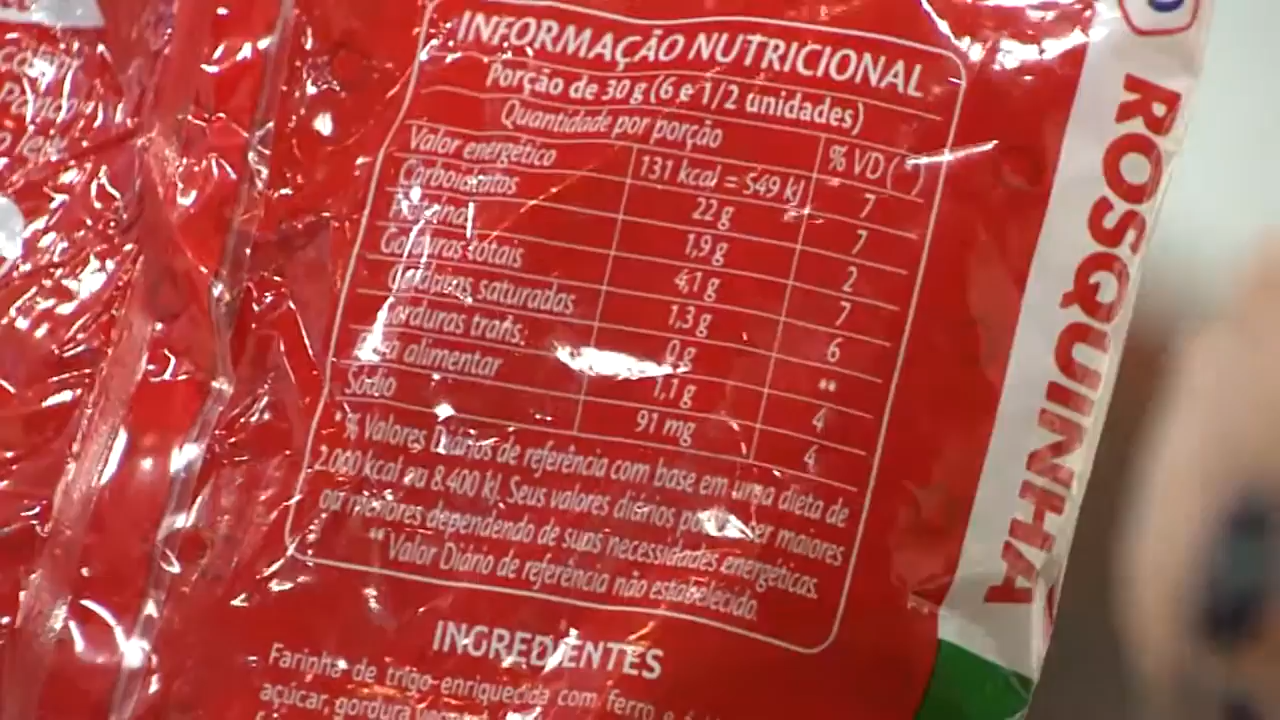 INFORMAÇÃO NUTRICIONAL
Porção de 30 g (6 e 1/2 unidades)
Quantidade por porção
% VD (*)
Valor energético 131 kcal = 549 kJ 7
Carboidratos 22 g 7
Proteínas 1,9 g 2
Gorduras totais 4,1 g 7
Gorduras saturadas 1,3 g 6
Gorduras trans. 0 g **
alimentar 1,1 g 4
Sódio 91 mg 4
* % Valores Diários de referência com base em uma dieta de
2.000 kcal ou 8.400 kJ. Seus valores diários podem ser maiores
ou menores dependendo de suas necessidades energéticas.
** Valor Diário de referência não estabelecido.
INGREDIENTES
Farinha de trigo enriquecida com ferro e
açúcar, gordura
ROSQUINHA